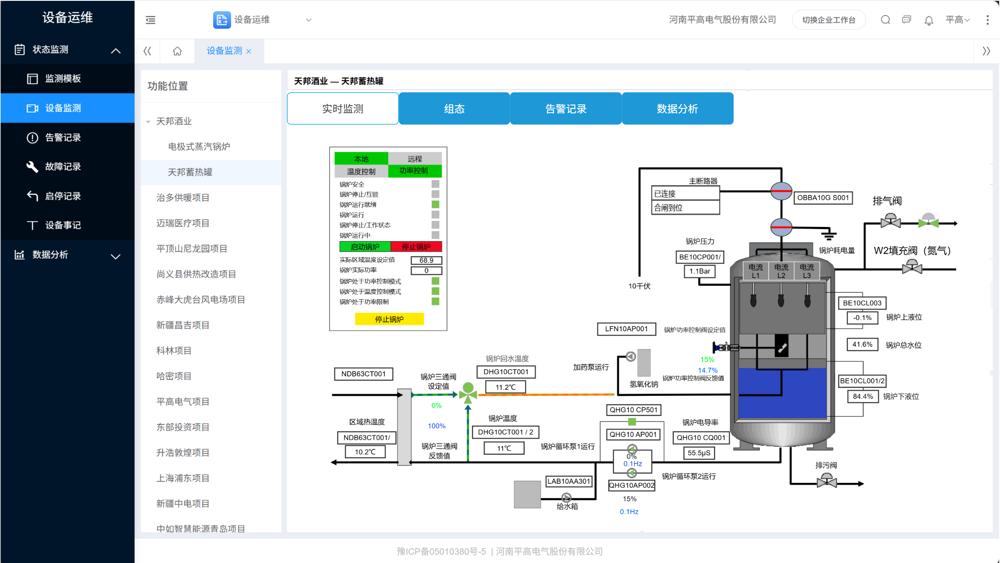 设备运维
状态监测
监测模板
设备监测
告警记录
故障记录
启停记录
设备事记
数据分析
设备运维
河南平高电气股份有限公司
切换企业工作台
平高
设备监测
功能位置
天邦酒业
电极式蒸汽锅炉
天邦蓄热罐
治多供暖项目
迈瑞医疗项目
平顶山尼龙园项目
尚义县供热改造项目
赤峰大虎台风电场项目
新疆昌吉项目
科林项目
哈密项目
平高电气项目
东部投资项目
升浩敦煌项目
上海浦东项目
新疆中电项目
中如智慧能源青岛项目
天邦酒业 — 天邦蓄热罐
实时监测
组态
告警记录
数据分析
本地
远程
温度控制
功率控制
锅炉安全
锅炉停止/互锁
锅炉运行就绪
锅炉运行
锅炉停止/工作状态
锅炉运行中
启动锅炉
停止锅炉
实际区域温度设定值 68.9
锅炉实际功率 0
锅炉处于功率控制模式
锅炉处于温度控制模式
锅炉处于功率限制
停止锅炉
主断路器
已连接
合闸到位
OBBA10G S001
排气阀
锅炉压力
BE10CP001/
1.1Bar
锅炉耗电量
W2填充阀（氮气）
电流
L1
电流
L2
电流
L3
10千伏
BE10CL003
-0.1%
锅炉上液位
LFN10AP001
锅炉功率控制阀设定值
41.6%
锅炉总水位
15%
14.7%
锅炉功率控制阀反馈值
加药泵运行
氢氧化钠
锅炉回水温度
DHG10CT001
11.2℃
NDB63CT001
锅炉三通阀
设定值
0%
100%
锅炉三通阀
反馈值
BE10CL001/2
84.4%
锅炉下液位
区域热温度
NDB63CT001/
10.2℃
锅炉温度
DHG10CT001 / 2
11℃
QHG10 CP501
QHG10 AP001
锅炉循环泵1运行
0%
0.1Hz
锅炉电导率
QHG10 CQ001
55.5μS
排污阀
LAB10AA301
给水箱
QHG10AP002
锅炉循环泵2运行
15%
0.1Hz
豫ICP备05010380号-5 | 河南平高电气股份有限公司